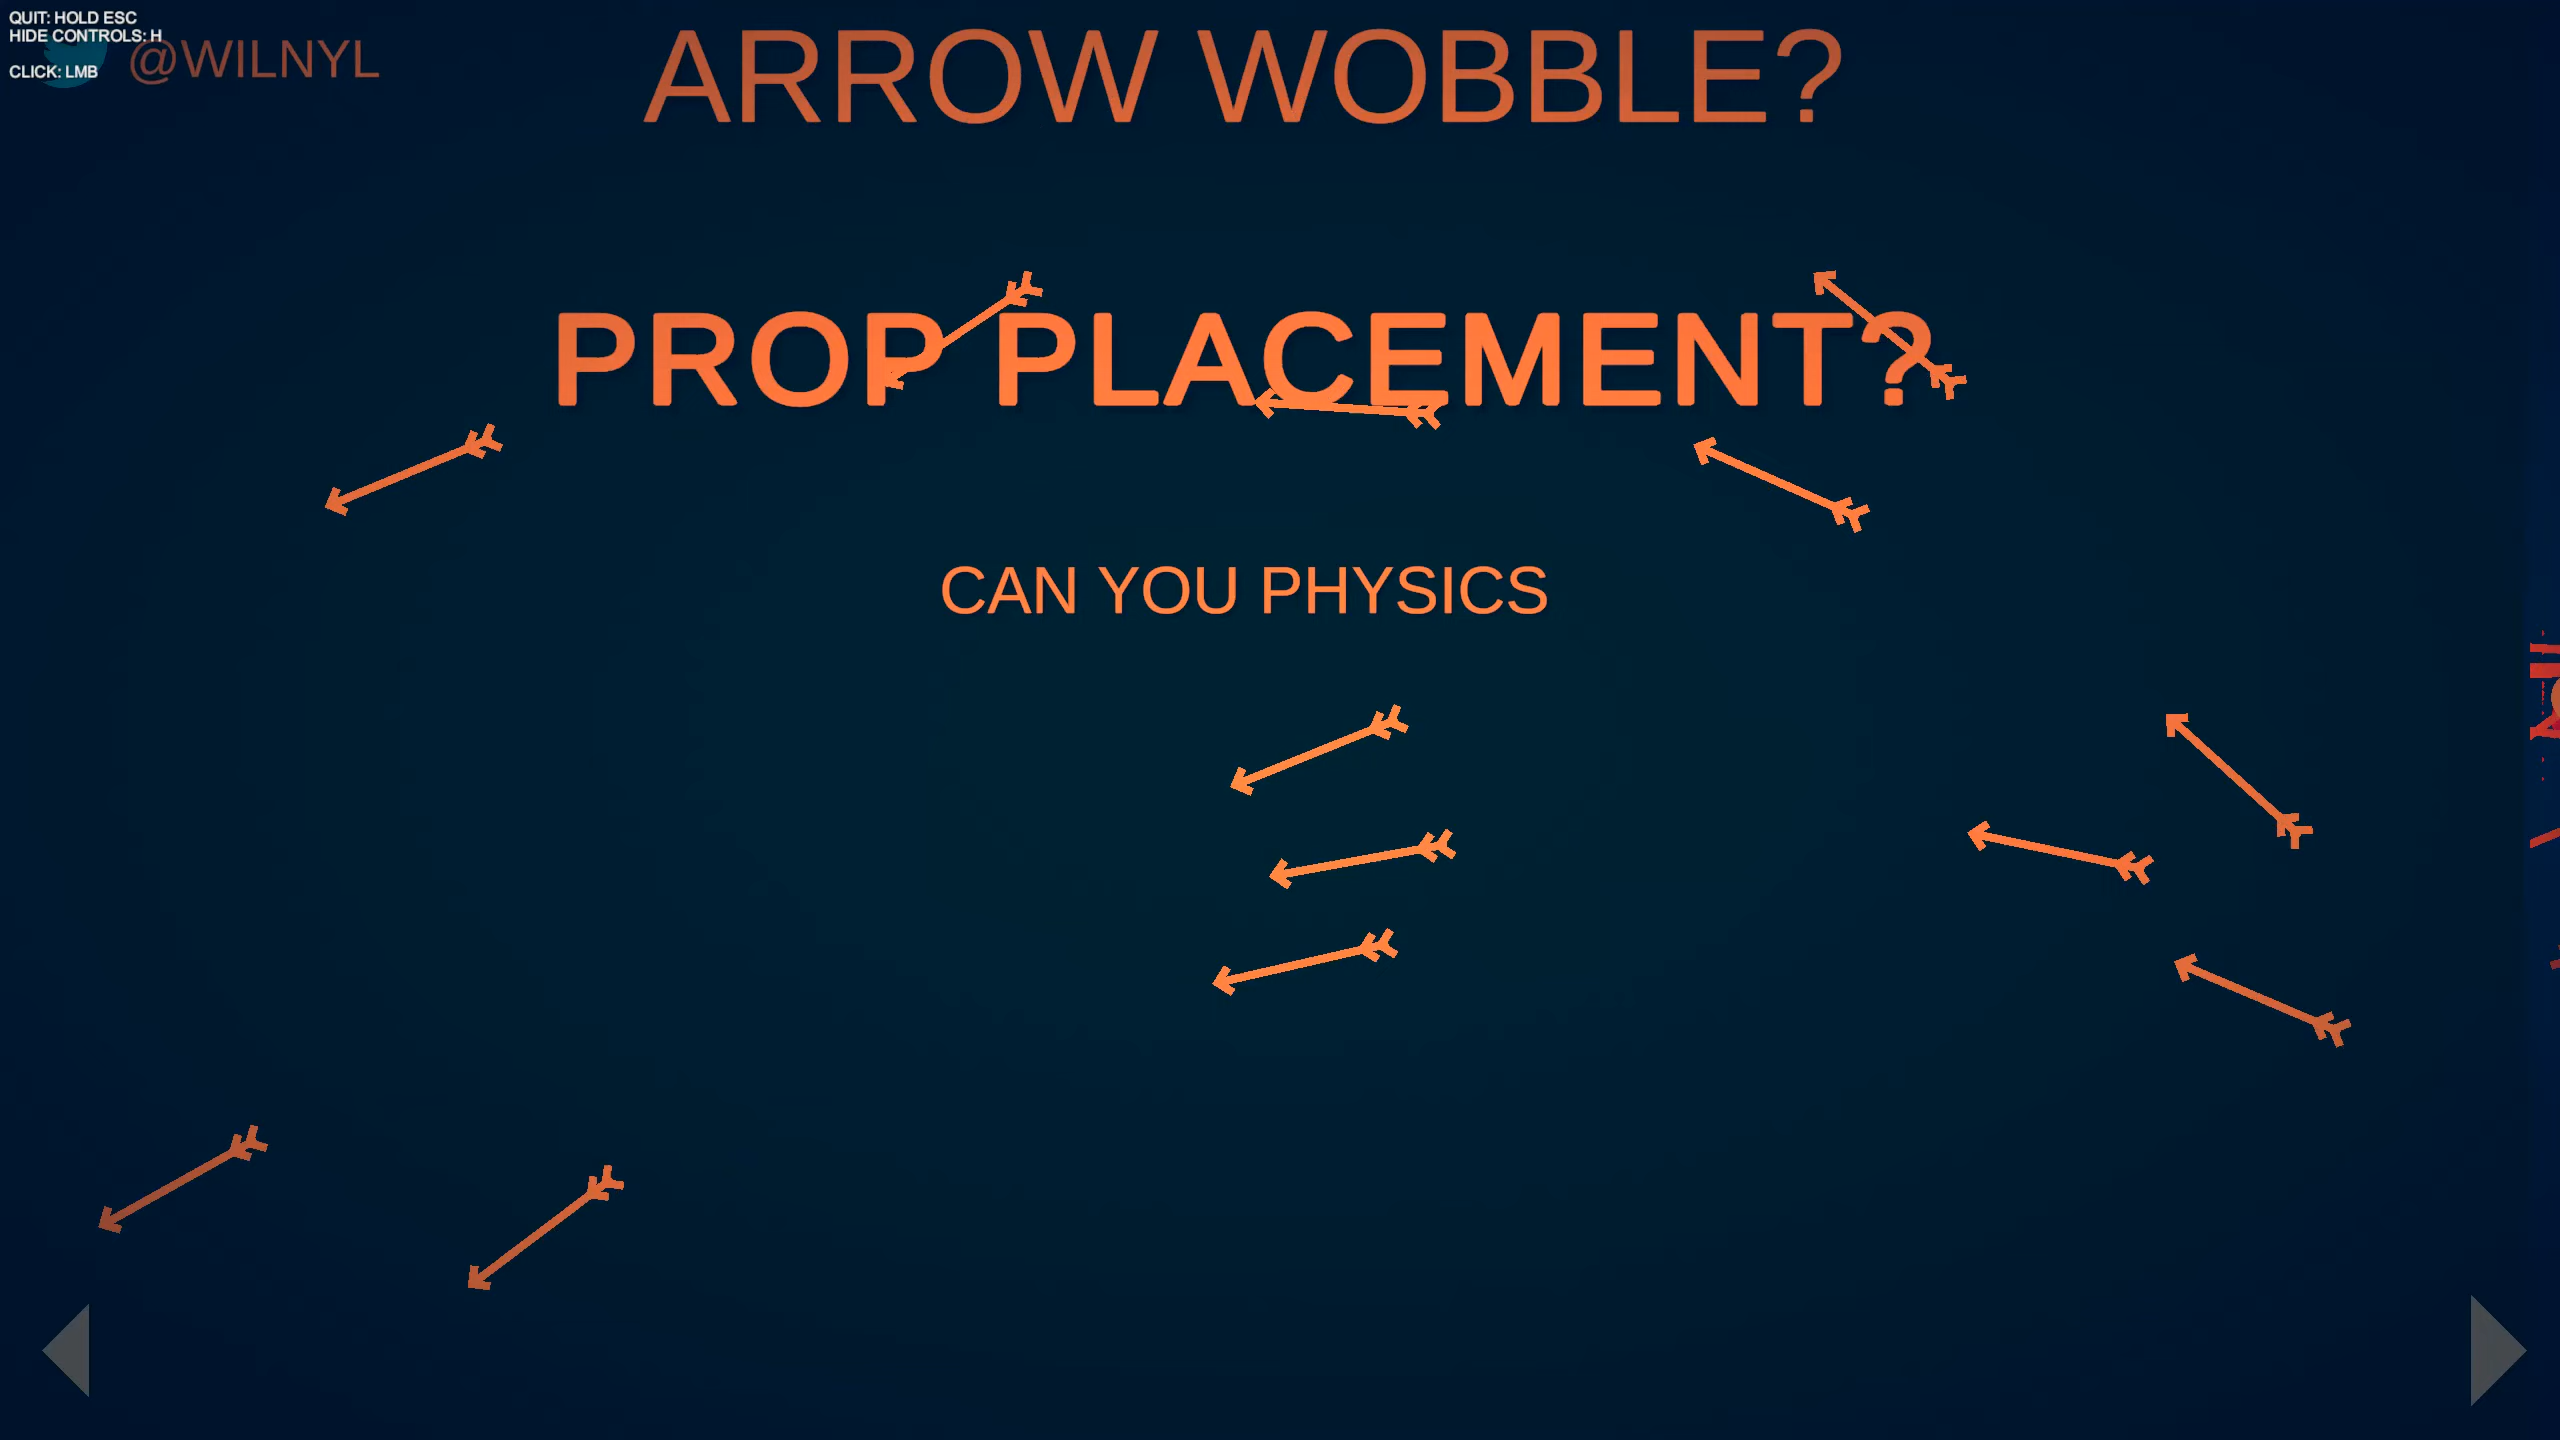 QUIT: HOLD ESC
HIDE CONTROLS: H
CLICK: LMB
@WILNYL
ARROW WOBBLE?
PROP PLACEMENT?
CAN YOU PHYSICS